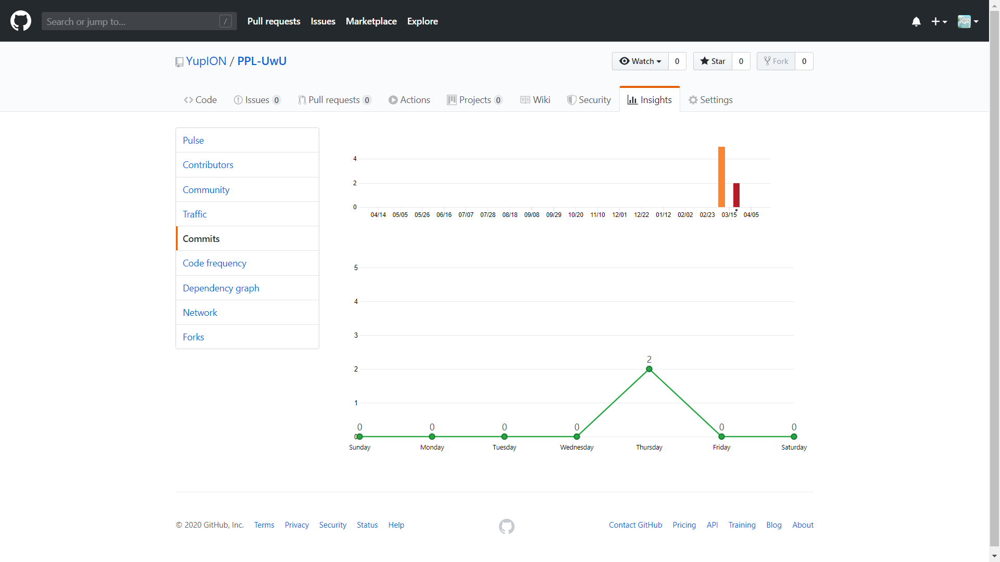 Search or jump to... /
Pull requests Issues Marketplace Explore
YupION / PPL-UwU
Watch 0 Star 0 Fork 0
Code Issues 0 Pull requests 0 Actions Projects 0 Wiki Security Insights Settings
Pulse
Contributors
Community
Traffic
Commits
Code frequency
Dependency graph
Network
Forks
4
2
0
04/14 05/05 05/26 06/16 07/07 07/28 08/18 09/08 09/29 10/20 11/10 12/01 12/22 01/12 02/02 02/23 03/15 04/05
5
4
3
2
2
1
0 0 0 0 0 0
0
Sunday Monday Tuesday Wednesday Thursday Friday Saturday
© 2020 GitHub, Inc. Terms Privacy Security Status Help
Contact GitHub Pricing API Training Blog About